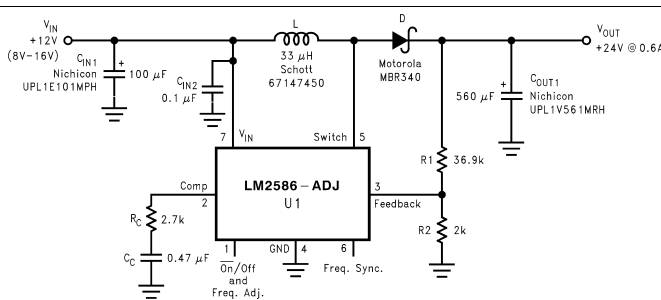 V_IN
+12V
(8V-16V)
C_IN1
Nichicon
UPL1E101MPH
+
100 μF
C_IN2
0.1 μF
L
33 μH
Schott
67147450
D
Motorola
MBR340
V_OUT
+24V @ 0.6A
+
560 μF
C_OUT1
Nichicon
UPL1V561MRH
7
V_IN
Switch
5
R1
36.9k
Comp
2
LM2586-ADJ
U1
3
Feedback
R_C
2.7k
R2
2k
C_C
0.47 μF
1
GND
4
6
On/Off
and
Freq. Adj.
Freq. Sync.